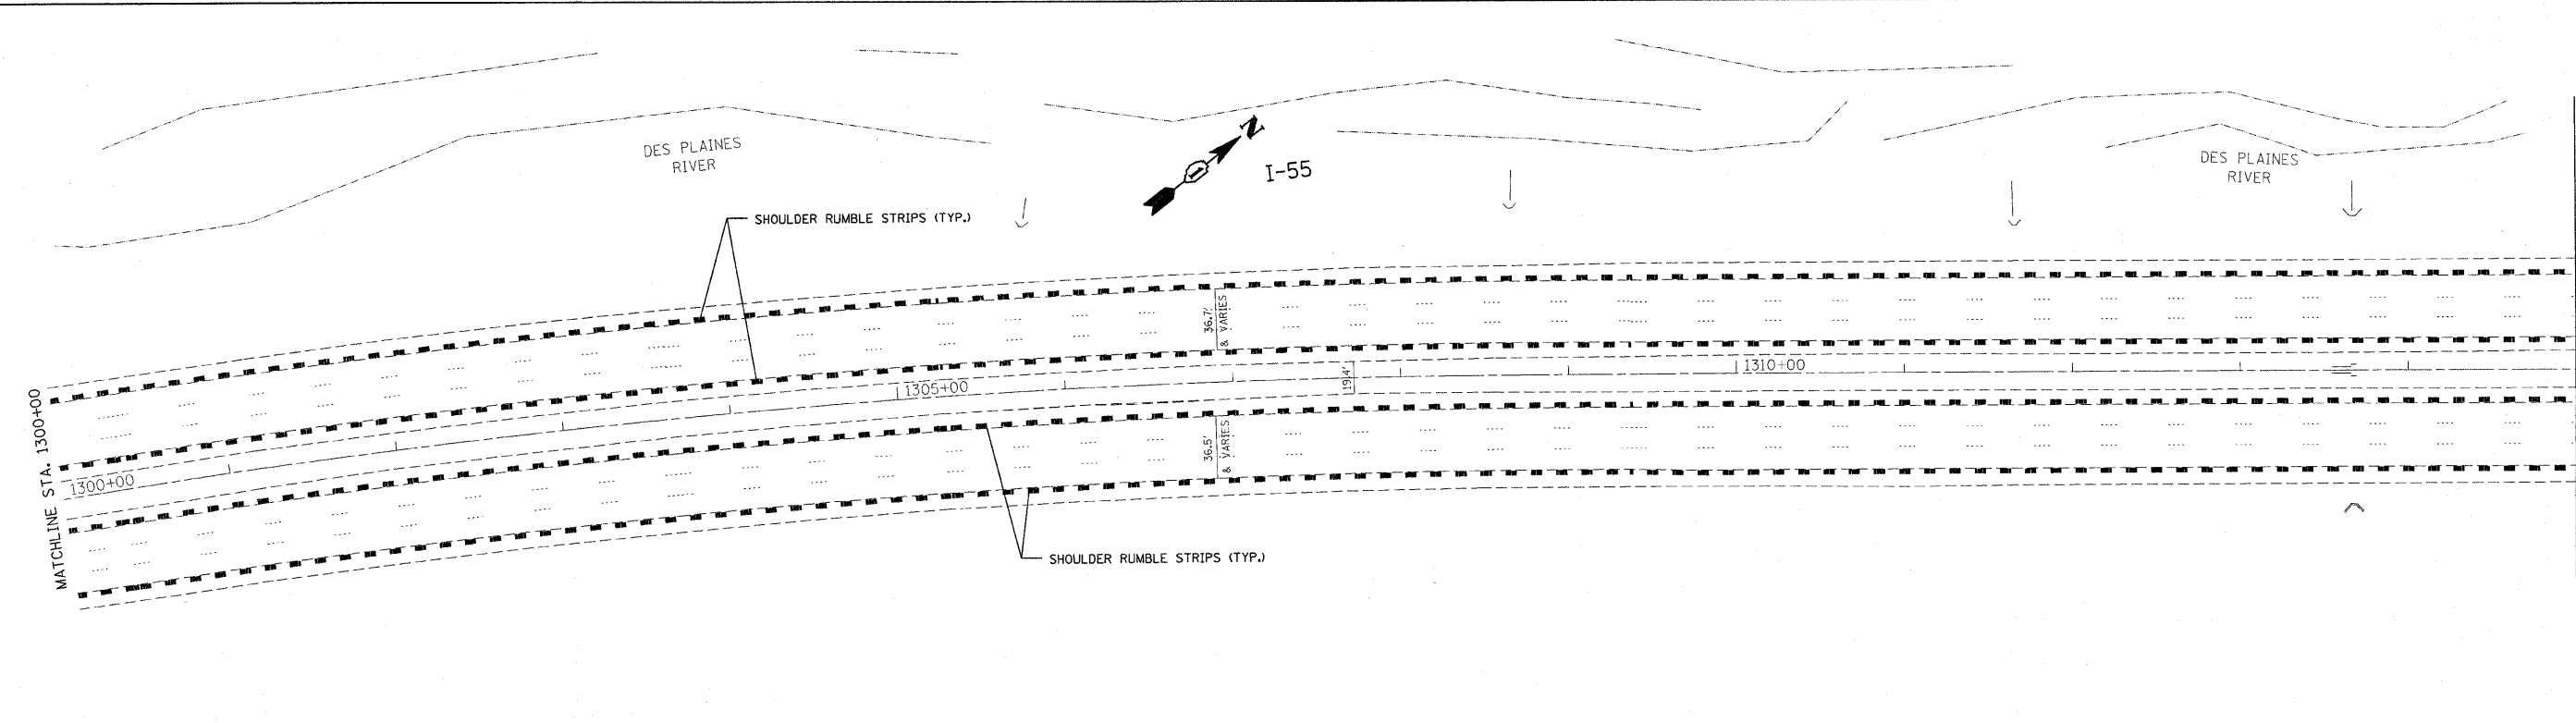 DES PLAINES
RIVER
N
I-55
DES PLAINES
RIVER
SHOULDER RUMBLE STRIPS (TYP.)
36.7'
& VARIES
1310+00
19.4'
1305+00
MATCHLINE STA. 1300+00
1300+00
36.5'
& VARIES
SHOULDER RUMBLE STRIPS (TYP.)